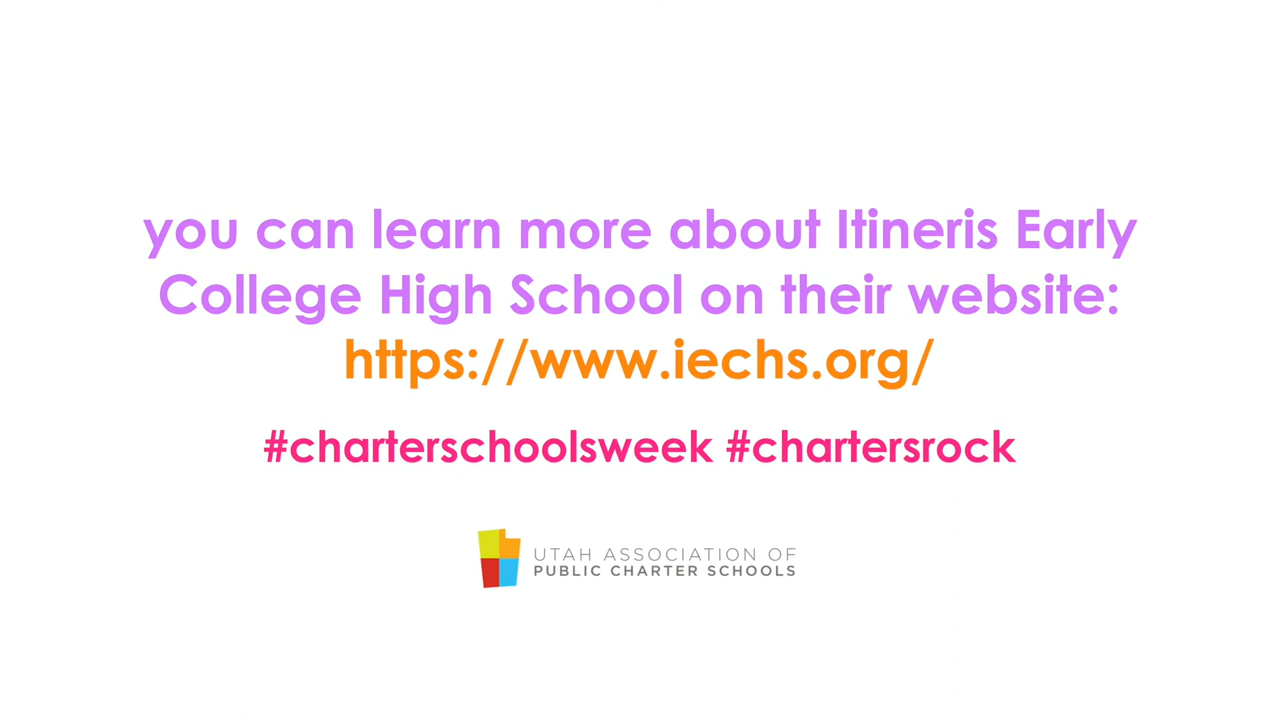 you can learn more about Itineris Early
College High School on their website:
https://www.iechs.org/
#charterschoolsweek #chartersrock
UTAH ASSOCIATION OF
PUBLIC CHARTER SCHOOLS